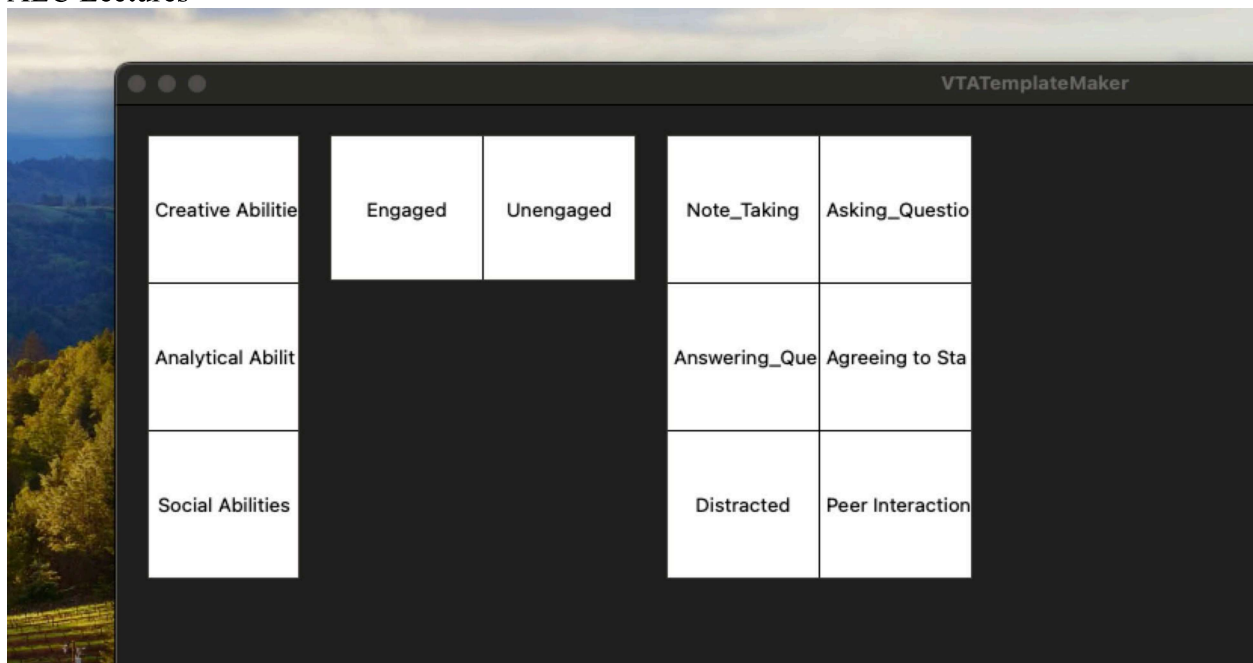 VTATemplateMaker
Creative Abilitie
Engaged
Unengaged
Note_Taking
Asking_Questio
Analytical Abilit
Answering_Que
Agreeing to Sta
Social Abilities
Distracted
Peer Interaction